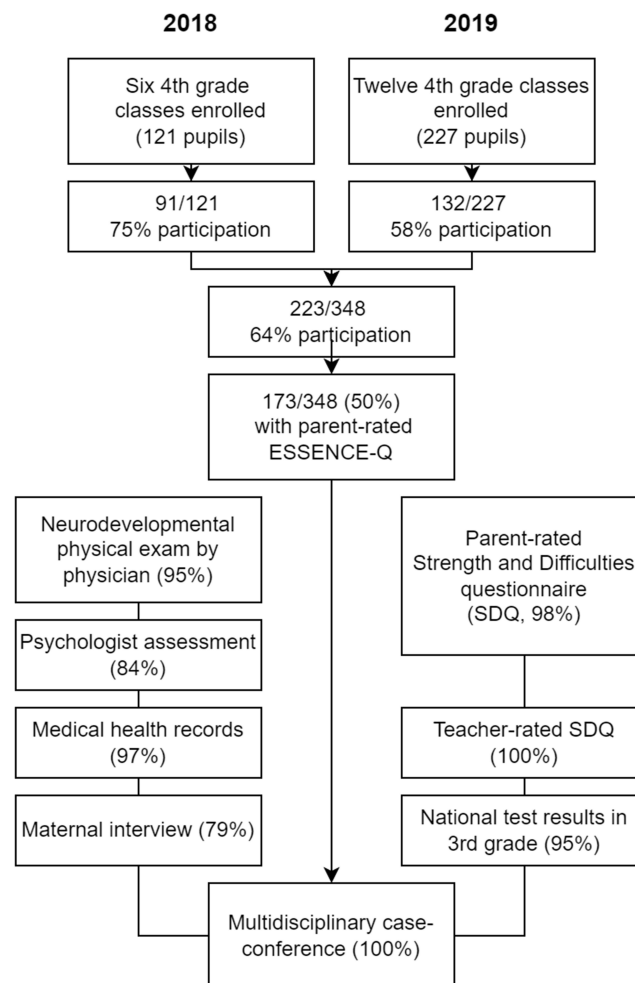 2018
2019
Six 4th grade
classes enrolled
(121 pupils)
Twelve 4th grade classes
enrolled
(227 pupils)
91/121
75% participation
132/227
58% participation
223/348
64% participation
173/348 (50%)
with parent-rated
ESSENCE-Q
Neurodevelopmental
physical exam by
physician (95%)
Parent-rated
Strength and Difficulties
questionnaire
(SDQ, 98%)
Psychologist assessment
(84%)
Medical health records
(97%)
Teacher-rated SDQ
(100%)
Maternal interview (79%)
National test results in
3rd grade (95%)
Multidisciplinary case-
conference (100%)